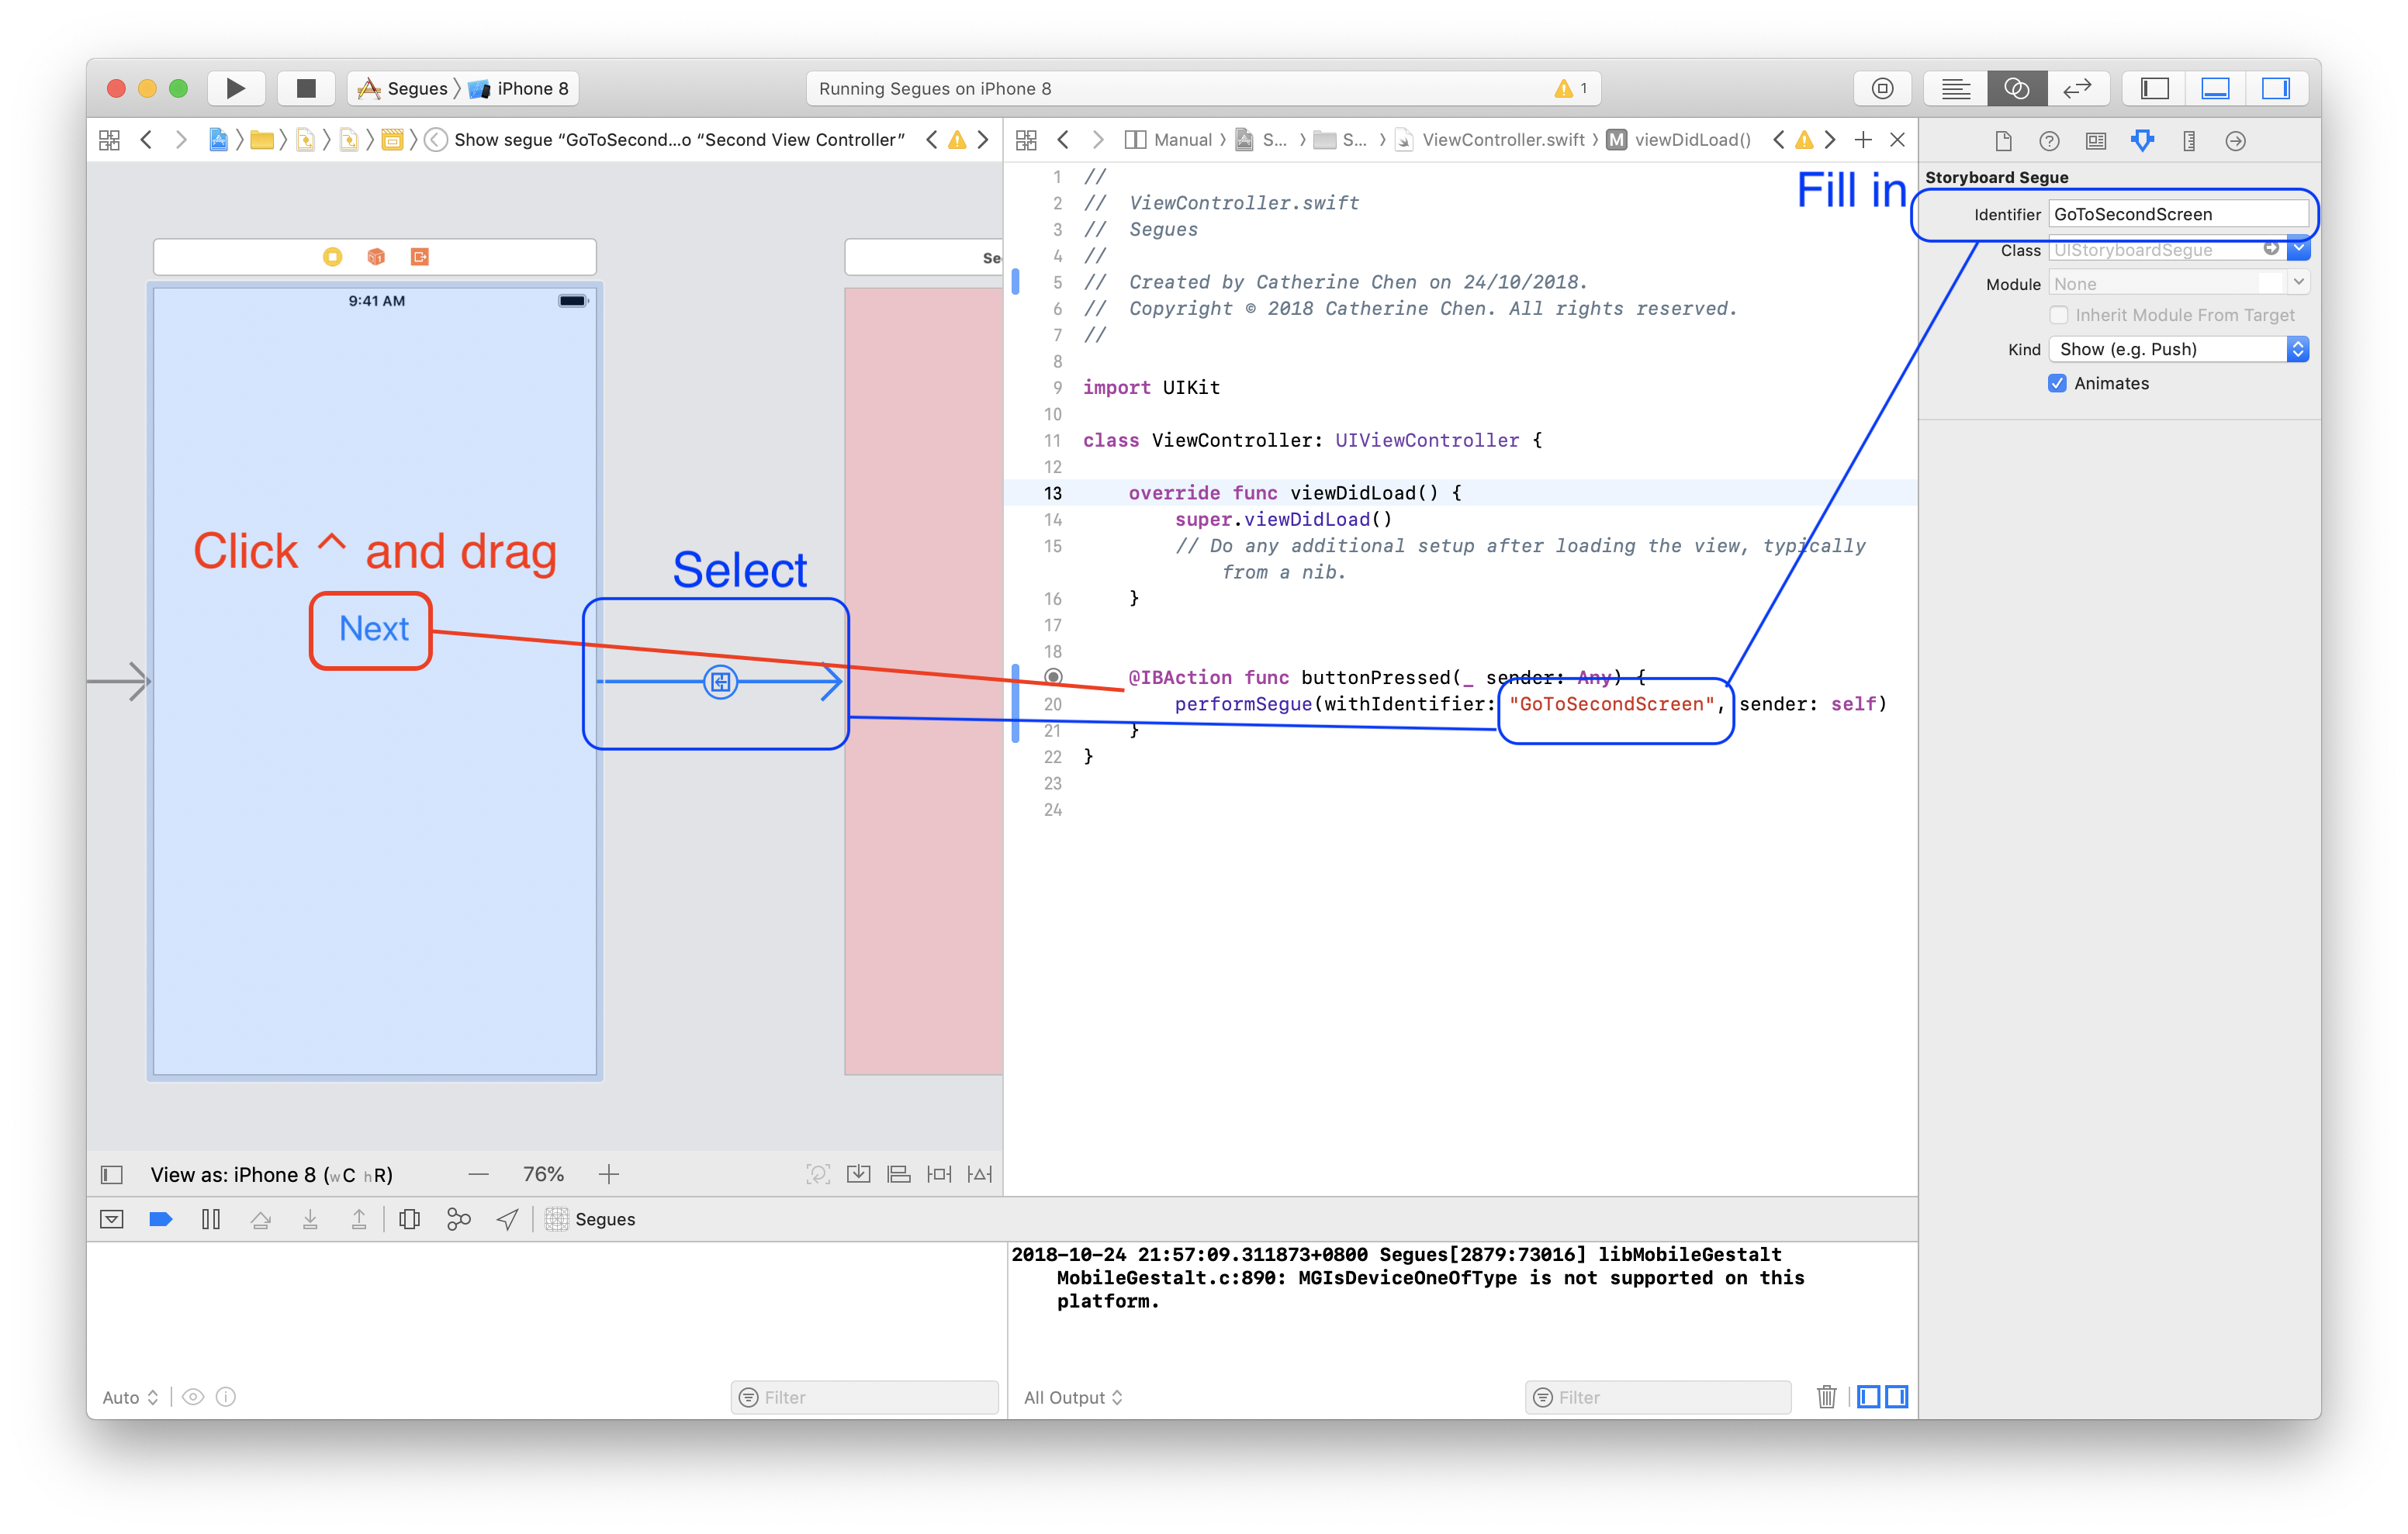 Segues 〉 iPhone 8
Running Segues on iPhone 8
1
Show segue “GoToSecond...o “Second View Controller”
Manual 〉 S... 〉 S... 〉 ViewController.swift 〉 M viewDidLoad()
9:41 AM
Click ^ and drag
Next
Select
Fill in
1 //
2 //  ViewController.swift
3 //  Segues
4 //
5 //  Created by Catherine Chen on 24/10/2018.
6 //  Copyright © 2018 Catherine Chen. All rights reserved.
7 //
8
9 import UIKit
10
11 class ViewController: UIViewController {
12
13     override func viewDidLoad() {
14         super.viewDidLoad()
15         // Do any additional setup after loading the view, typically
from a nib.
16     }
17
18
@IBAction func buttonPressed(_ sender: Any) {
20         performSegue(withIdentifier: "GoToSecondScreen", sender: self)
21     }
22 }
23
24
Storyboard Segue
Identifier GoToSecondScreen
Class UIStoryboardSegue
Module None
Inherit Module From Target
Kind Show (e.g. Push)
Animates
View as: iPhone 8 (wC hR)
76%
Segues
2018-10-24 21:57:09.311873+0800 Segues[2879:73016] libMobileGestalt
MobileGestalt.c:890: MGIsDeviceOneOfType is not supported on this
platform.
Auto
Filter
All Output
Filter